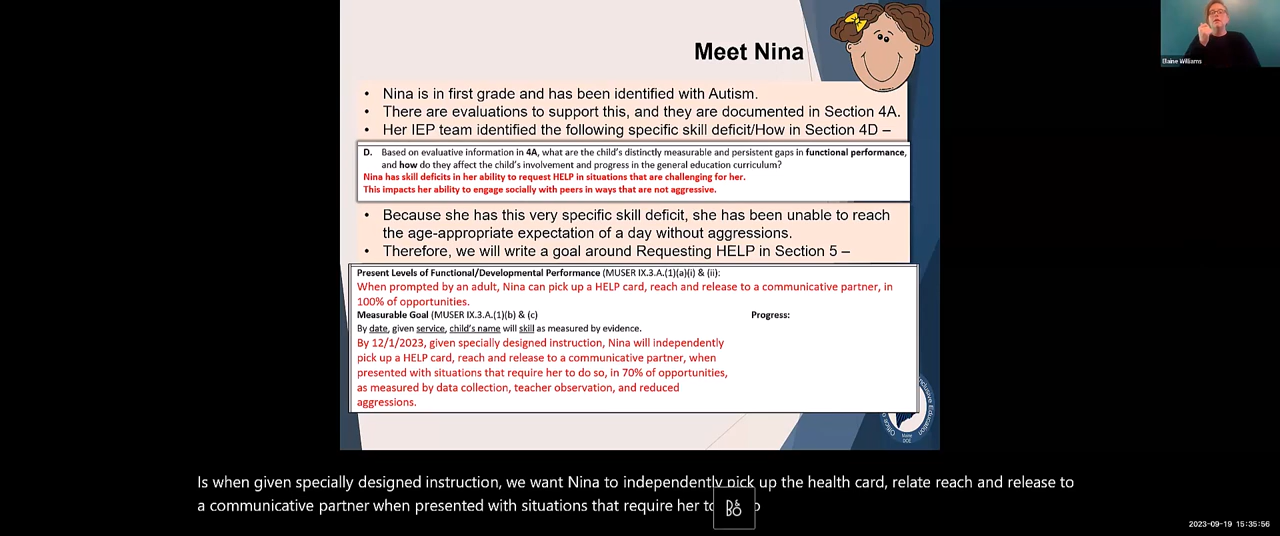 Meet Nina
Elaine Williams
• Nina is in first grade and has been identified with Autism.
• There are evaluations to support this, and they are documented in Section 4A.
• Her IEP team identified the following specific skill deficit/How in Section 4D –
D. Based on evaluative information in 4A, what are the child's distinctly measurable and persistent gaps in functional performance,
and how do they affect the child's involvement and progress in the general education curriculum?
Nina has skill deficits in her ability to request HELP in situations that are challenging for her.
This impacts her ability to engage socially with peers in ways that are not aggressive.
• Because she has this very specific skill deficit, she has been unable to reach
the age-appropriate expectation of a day without aggressions.
• Therefore, we will write a goal around Requesting HELP in Section 5 –
Present Levels of Functional/Developmental Performance (MUSER IX.3.A.(1)(a)(i) & (ii):
When prompted by an adult, Nina can pick up a HELP card, reach and release to a communicative partner, in
100% of opportunities.
Measurable Goal (MUSER IX.3.A.(1)(b) & (c)
Progress:
By date, given service, child's name will skill as measured by evidence.
By 12/1/2023, given specially designed instruction, Nina will independently
pick up a HELP card, reach and release to a communicative partner, when
presented with situations that require her to do so, in 70% of opportunities,
as measured by data collection, teacher observation, and reduced
aggressions.
Maine
DOE
Is when given specially designed instruction, we want Nina to independently pick up the health card, relate reach and release to
a communicative partner when presented with situations that require her to
B&O
2023-09-19 15:35:56